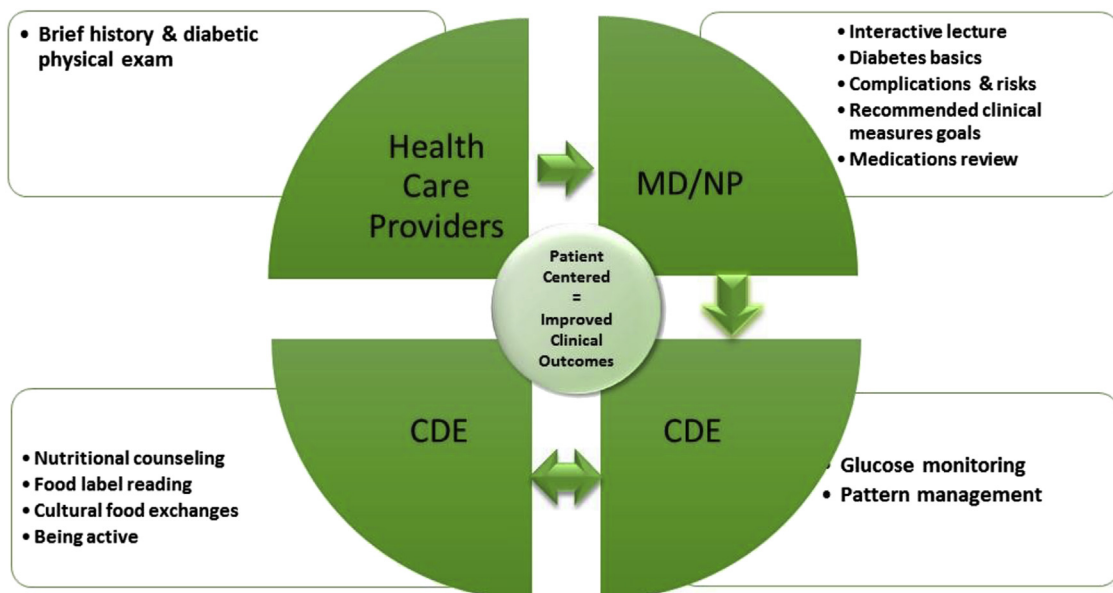 • Brief history & diabetic
physical exam
• Interactive lecture
• Diabetes basics
• Complications & risks
• Recommended clinical
measures goals
• Medications review
Health
Care
Providers
MD/NP
Patient
Centered
=
Improved
Clinical
Outcomes
CDE
CDE
• Nutritional counseling
• Food label reading
• Cultural food exchanges
• Being active
• Glucose monitoring
• Pattern management